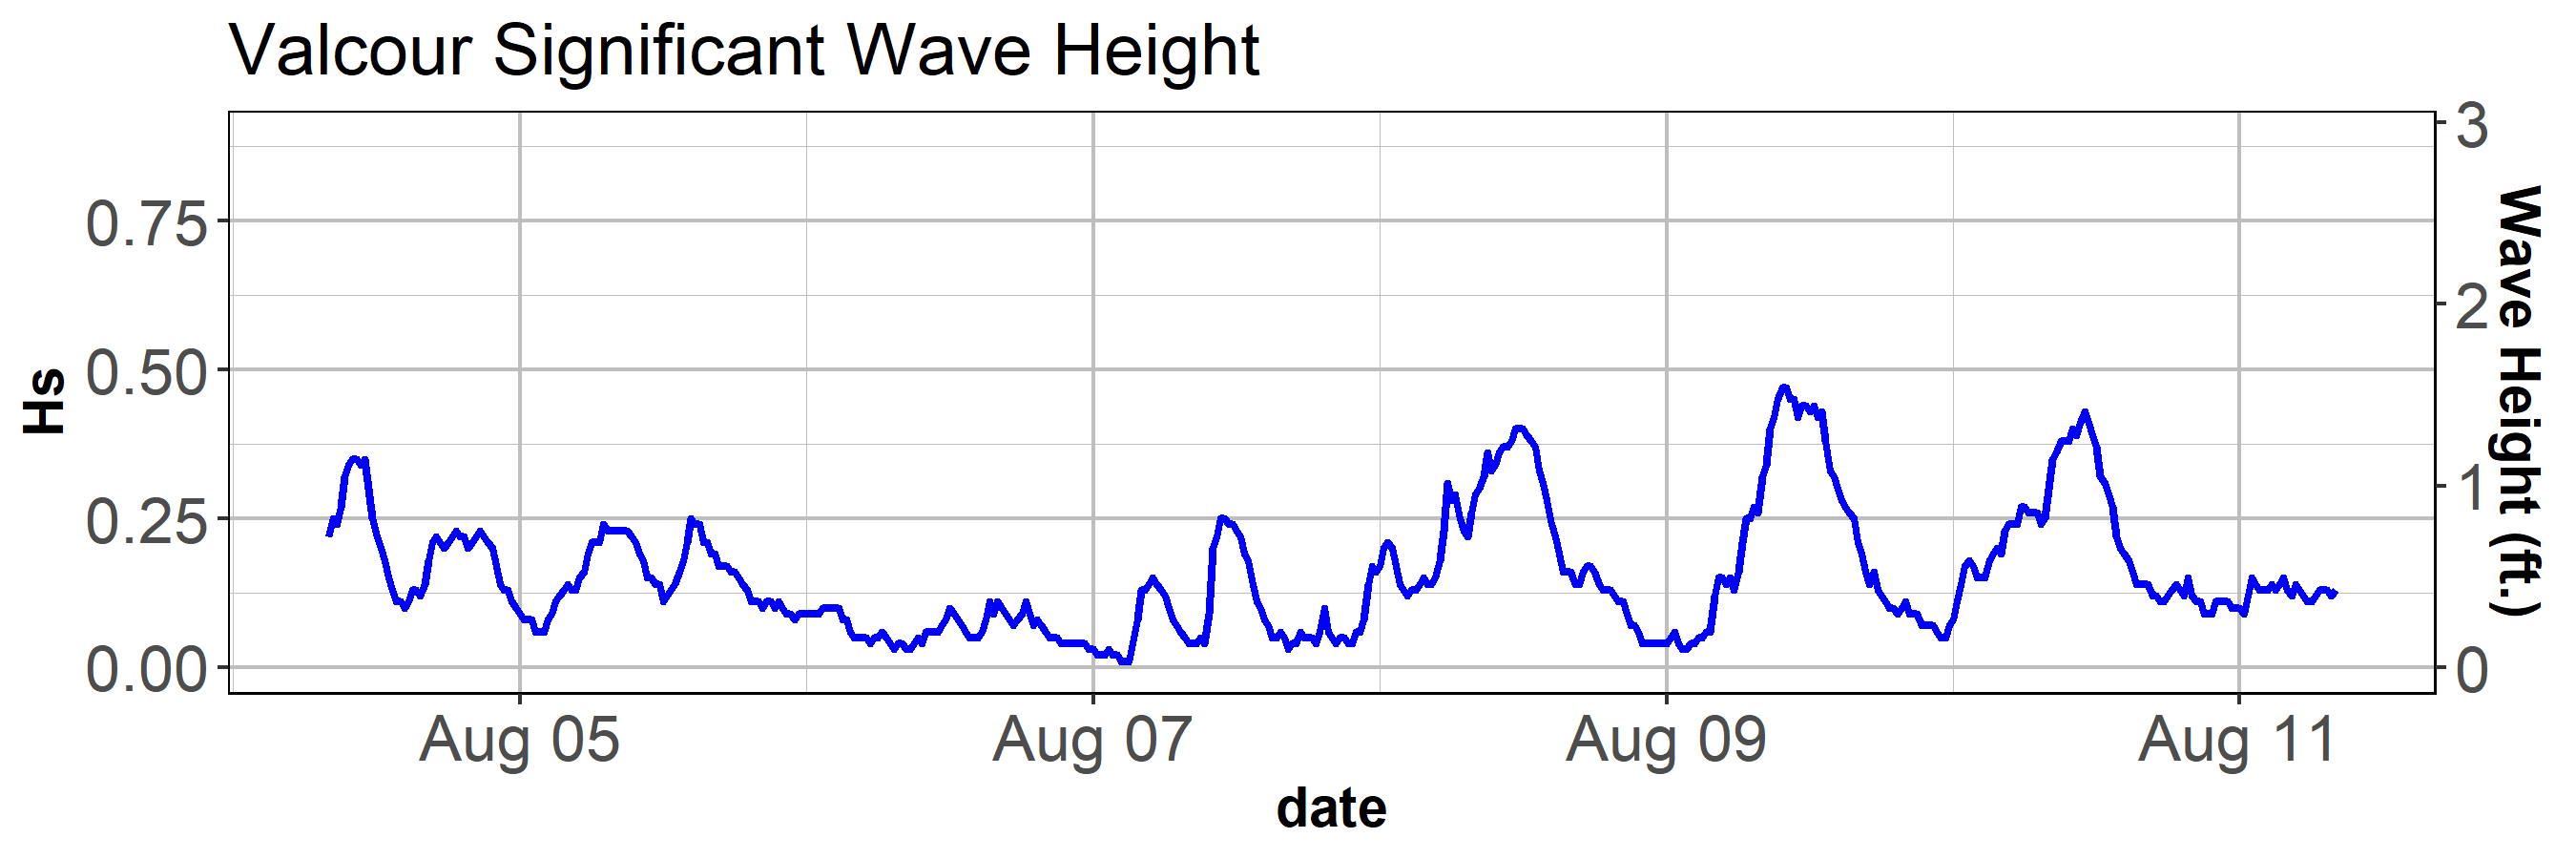 Valcour Significant Wave Height
Hs
0.75
0.50
0.25
0.00
3
2
1
0
Wave Height (ft.)
Aug 05 Aug 07 Aug 09 Aug 11
date